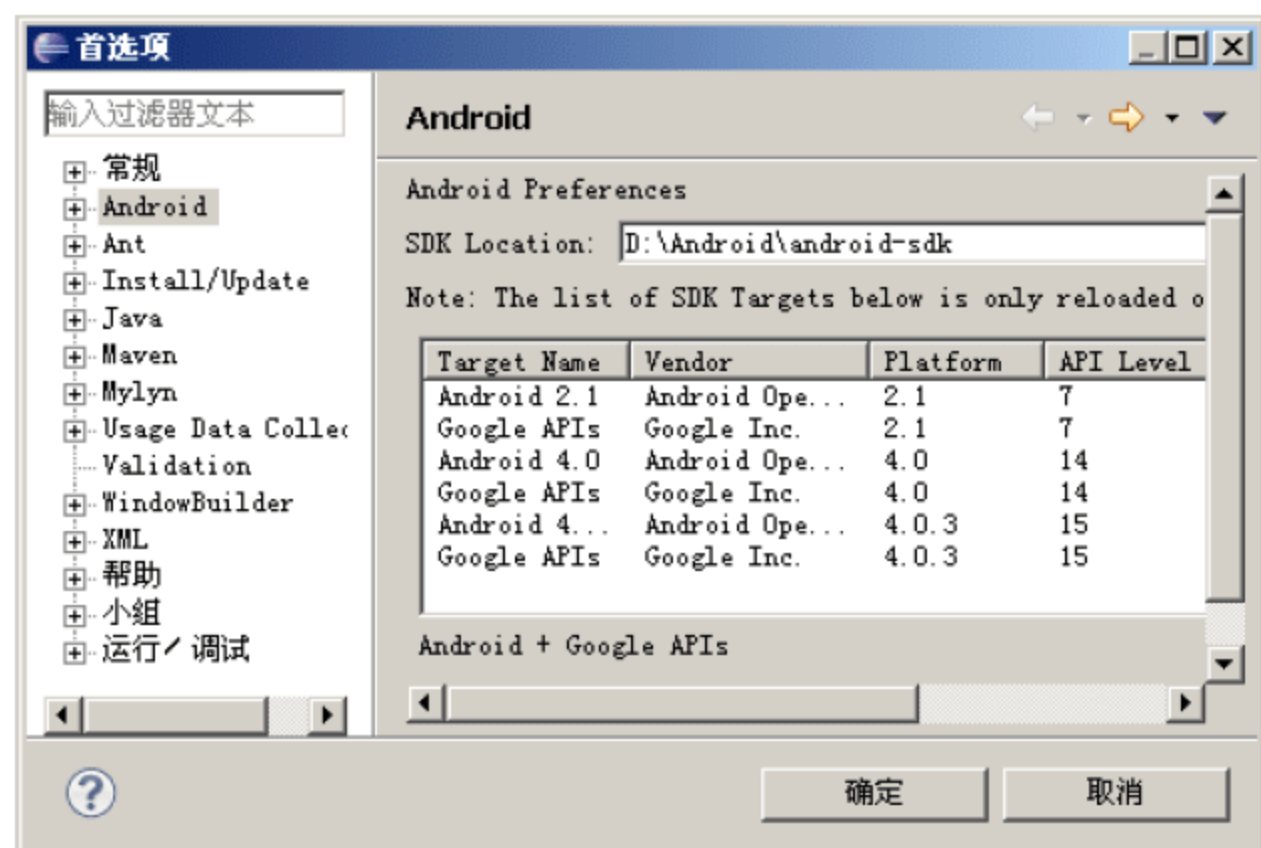 首选项
输入过滤器文本
常规
Android
Ant
Install/Update
Java
Maven
Mylyn
Usage Data Collec
Validation
WindowBuilder
XML
帮助
小组
运行/调试
Android
Android Preferences
SDK Location: D:\Android\android-sdk
Note: The list of SDK Targets below is only reloaded o
Target Name Vendor Platform API Level
Android 2.1 Android Ope... 2.1 7
Google APIs Google Inc. 2.1 7
Android 4.0 Android Ope... 4.0 14
Google APIs Google Inc. 4.0 14
Android 4... Android Ope... 4.0.3 15
Google APIs Google Inc. 4.0.3 15
Android + Google APIs
确定 取消